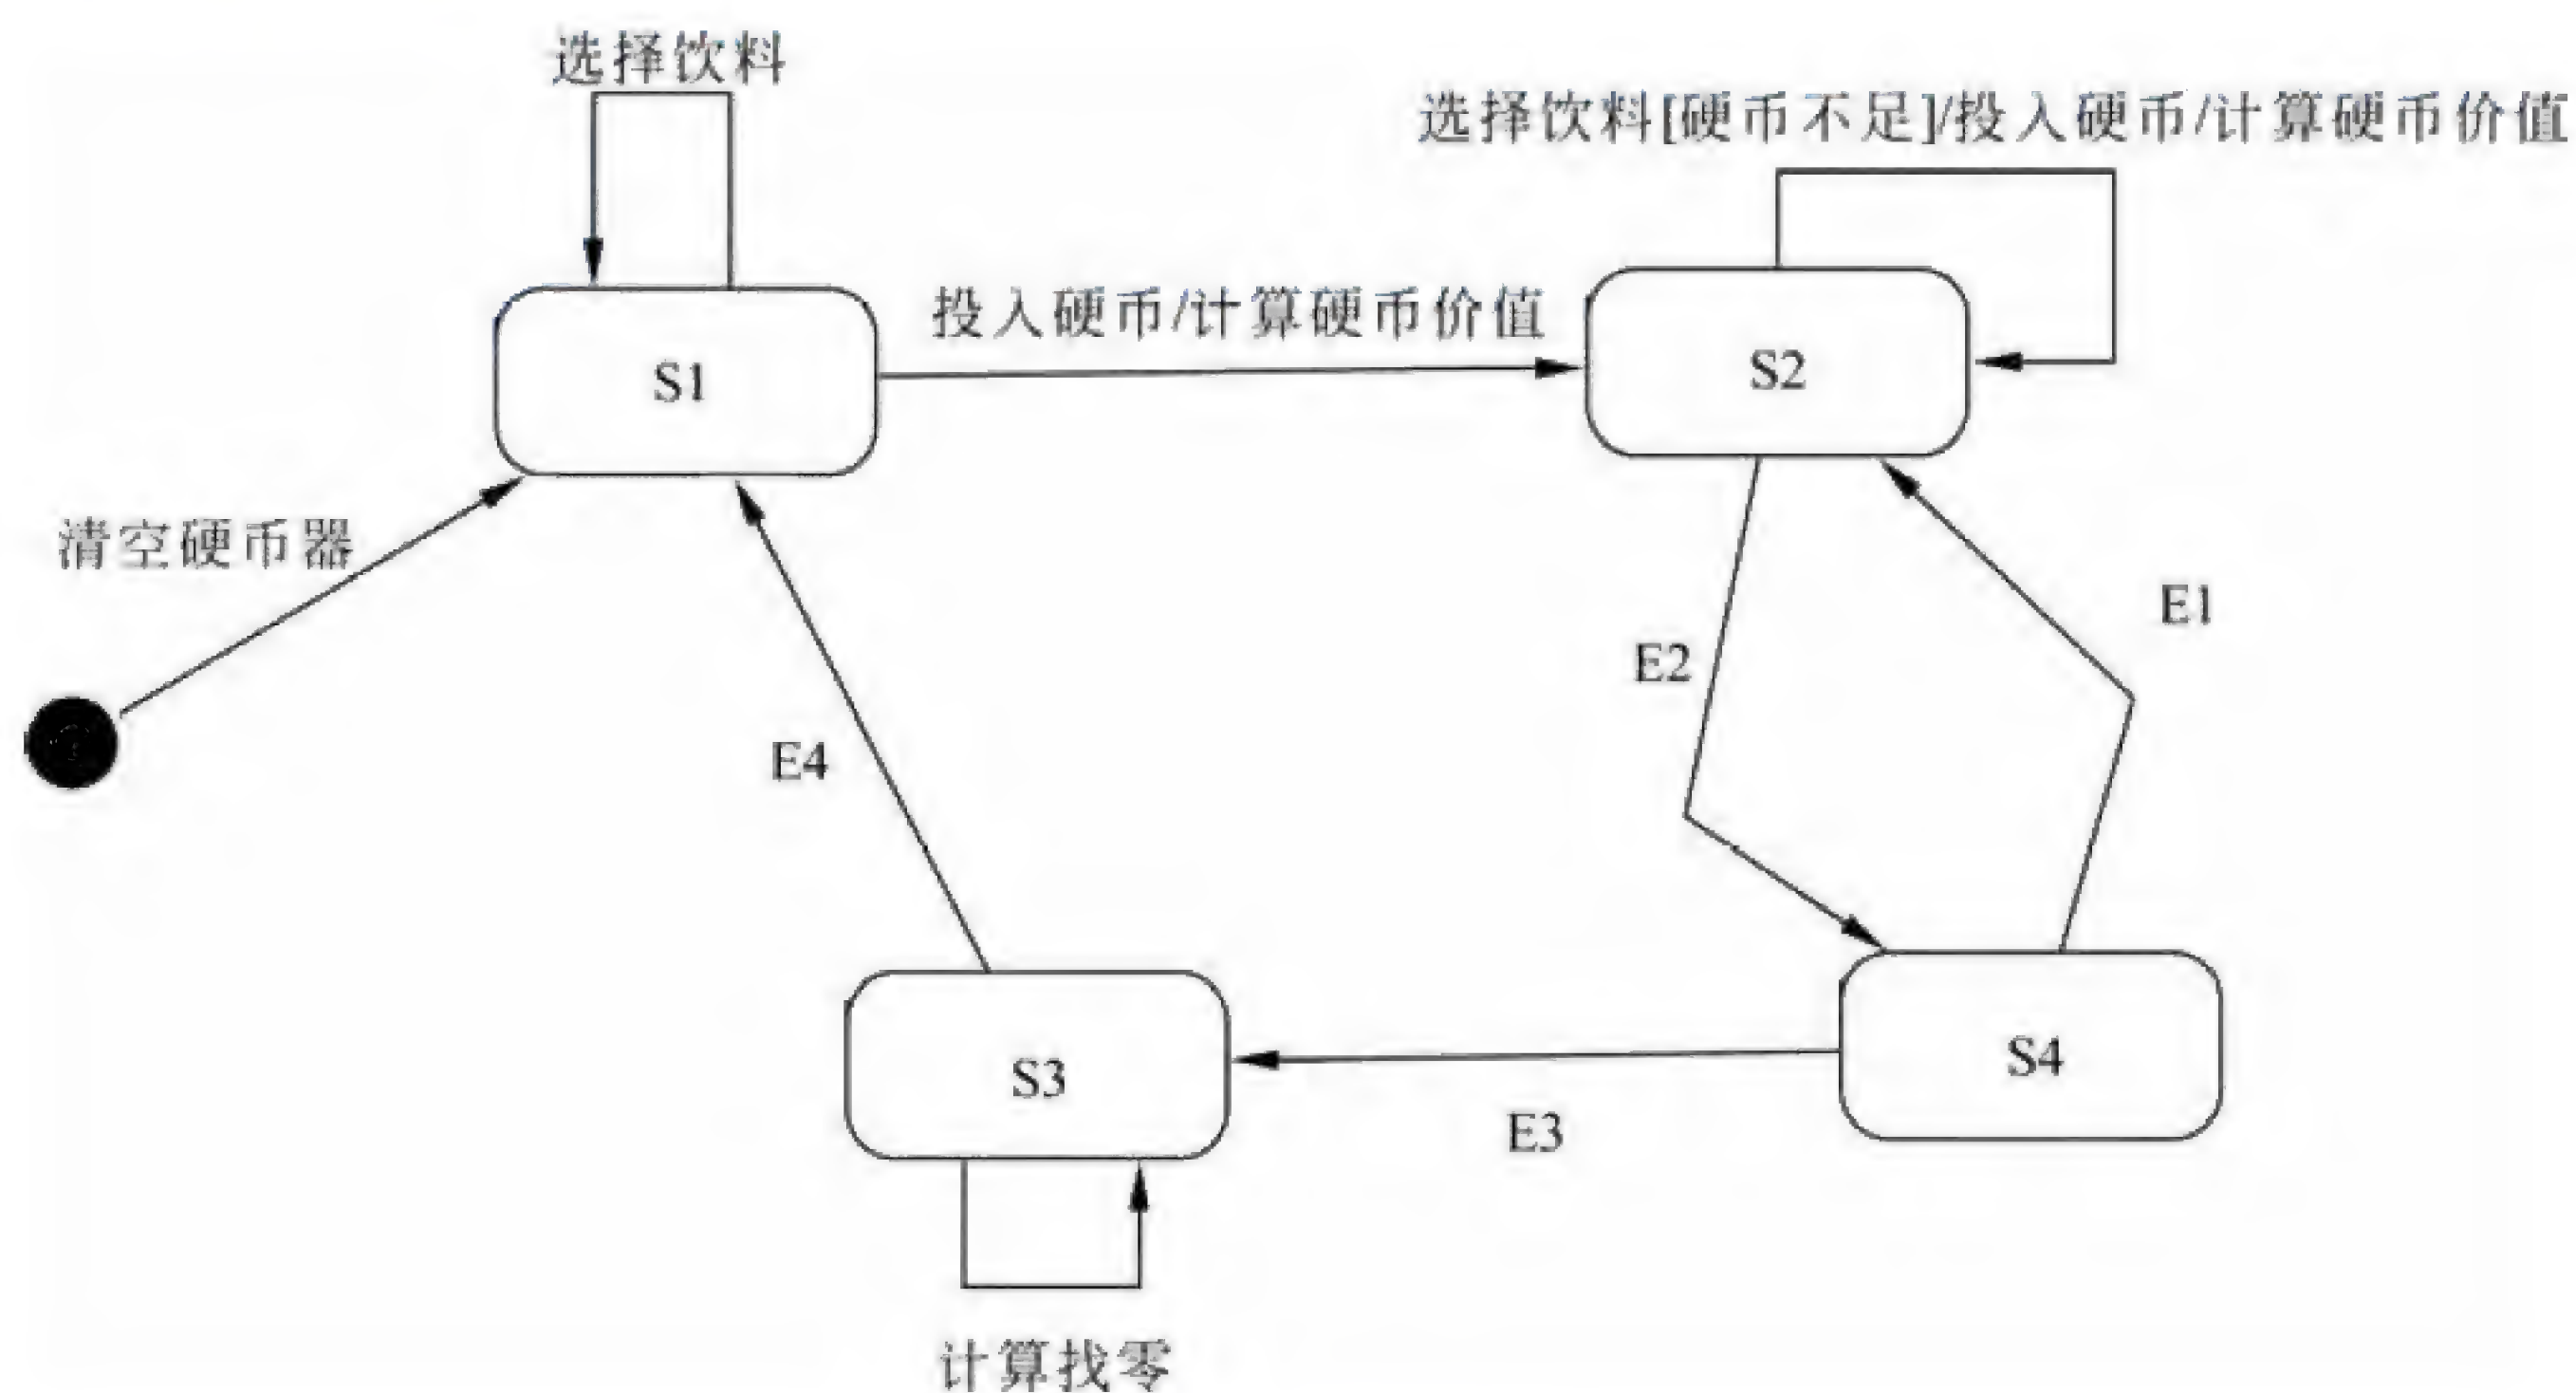 选择饮料
选择饮料[硬币不足]/投入硬币/计算硬币价值
投入硬币/计算硬币价值
S1
S2
清空硬币器
E1
E2
E4
S3
S4
E3
计算找零